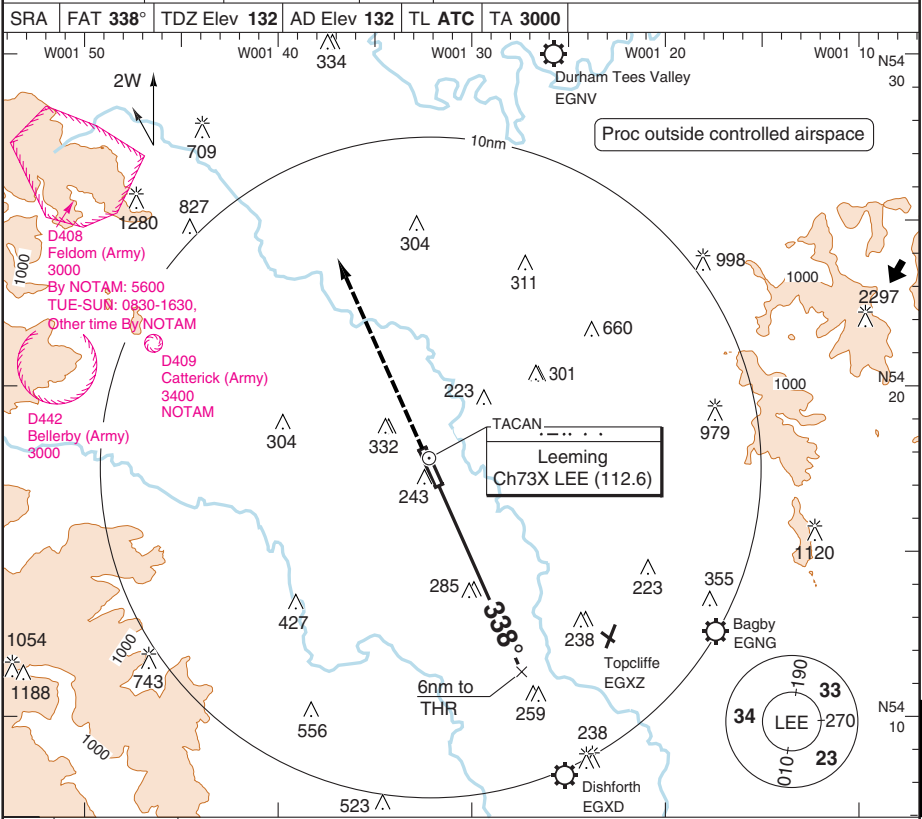 SRA FAT 338° TDZ Elev 132 AD Elev 132 TL ATC TA 3000
W001 50 W001 40 W001 30 W001 20 W001 10
N54
30
334
Durham Tees Valley
EGNV
2W
Proc outside controlled airspace
709
10nm
1280
827
304
311
998
1000
2297
D408
Feldom (Army)
3000
By NOTAM: 5600
TUE-SUN: 0830-1630,
Other time By NOTAM
1000
660
D409
Catterick (Army)
3400
NOTAM
301
223
1000
N54
20
979
D442
Bellerby (Army)
3000
304
332
TACAN
Leeming
Ch73X LEE (112.6)
243
1120
285
223
355
427
338°
238
Bagby
EGNG
Topcliffe
EGXZ
1054
1188
1000
743
6nm to
THR
259
190
33
34
LEE
270
23
010
N54
10
556
238
1000
Dishforth
EGXD
523